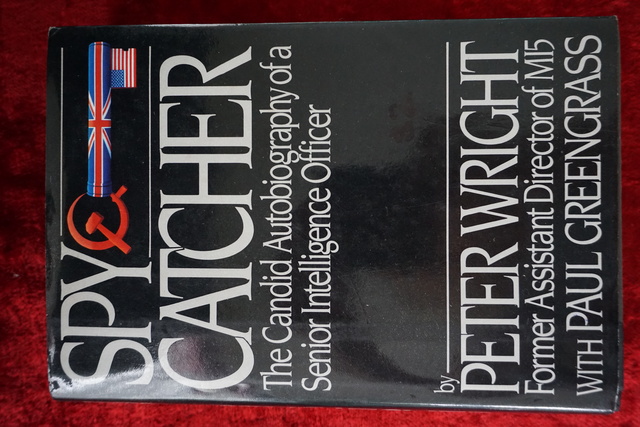 SPY
CATCHER
The Candid Autobiography of a
Senior Intelligence Officer
by
PETER WRIGHT
Former Assistant Director of MI5
WITH PAUL GREENGRASS